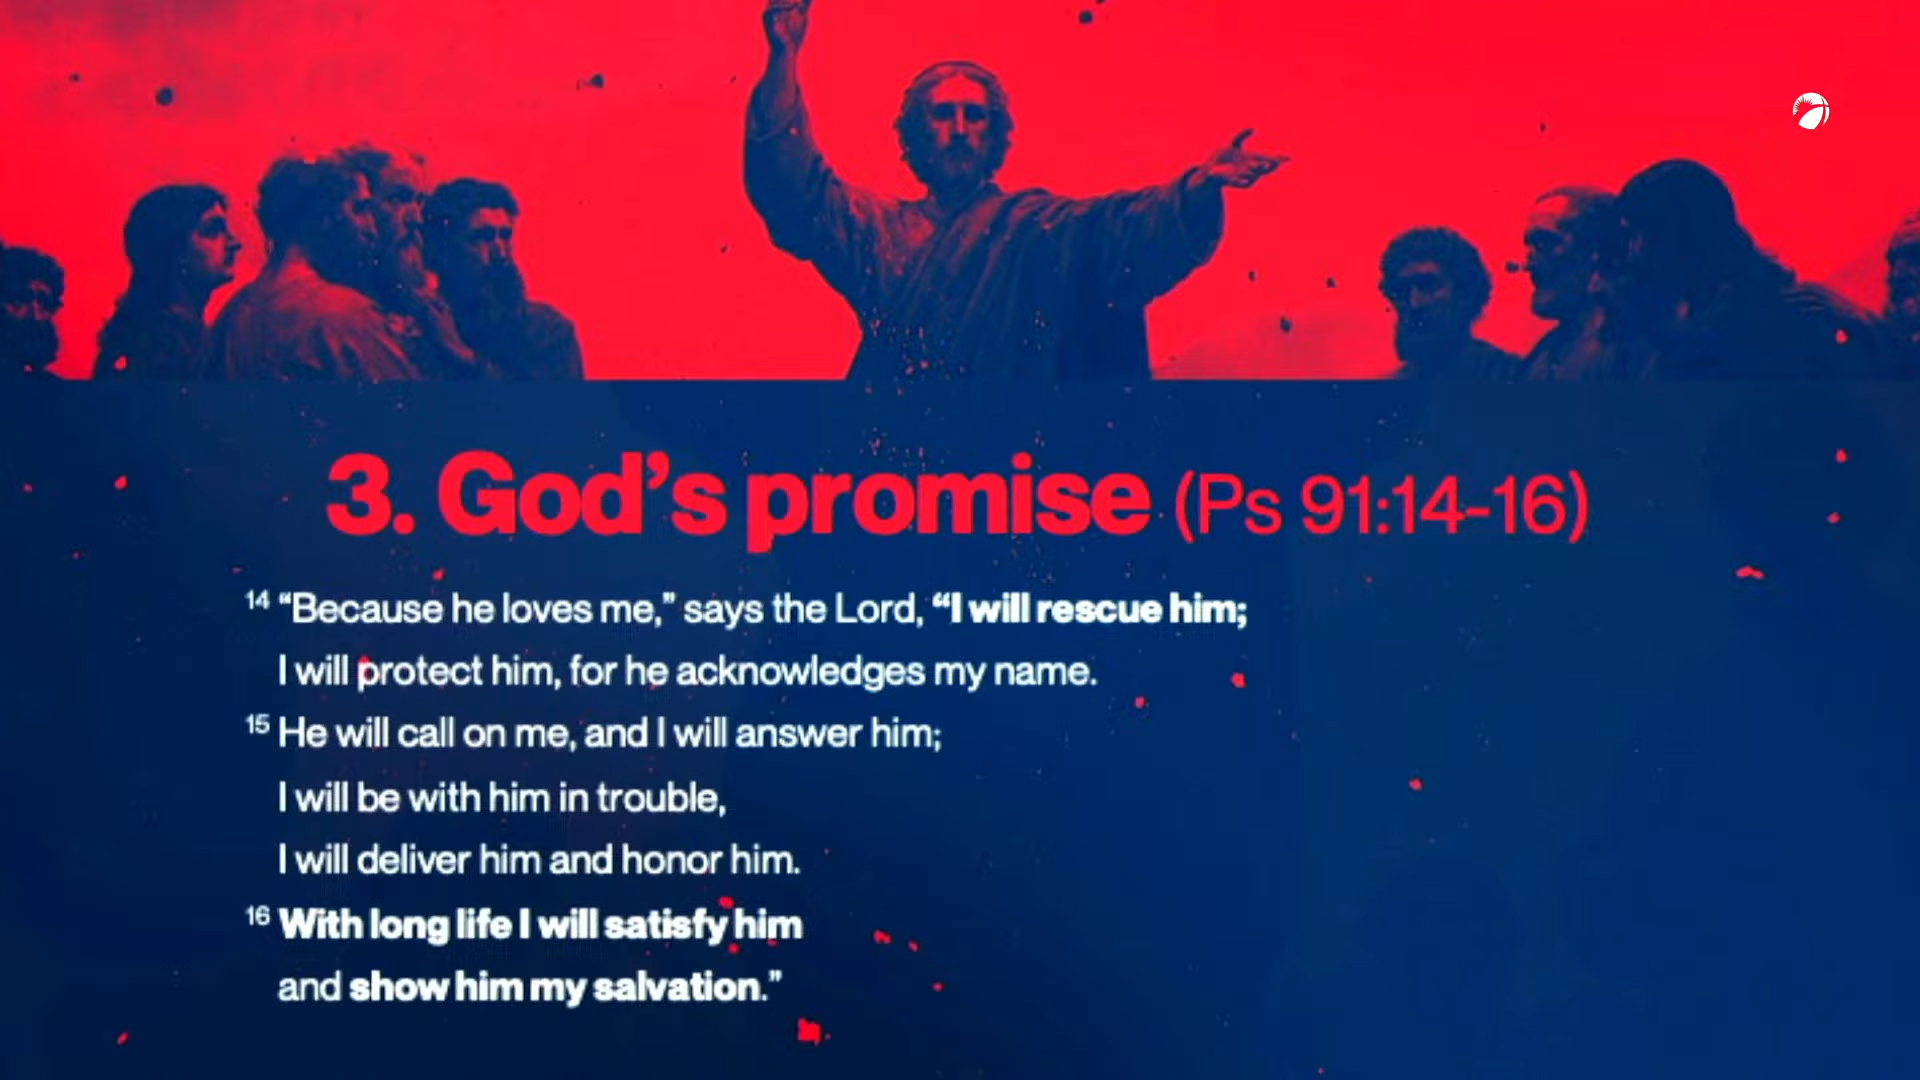 3. God’s promise (Ps 91:14-16)
14 “Because he loves me,” says the Lord, “I will rescue him;
I will protect him, for he acknowledges my name.
15 He will call on me, and I will answer him;
I will be with him in trouble,
I will deliver him and honor him.
16 With long life I will satisfy him
and show him my salvation.”